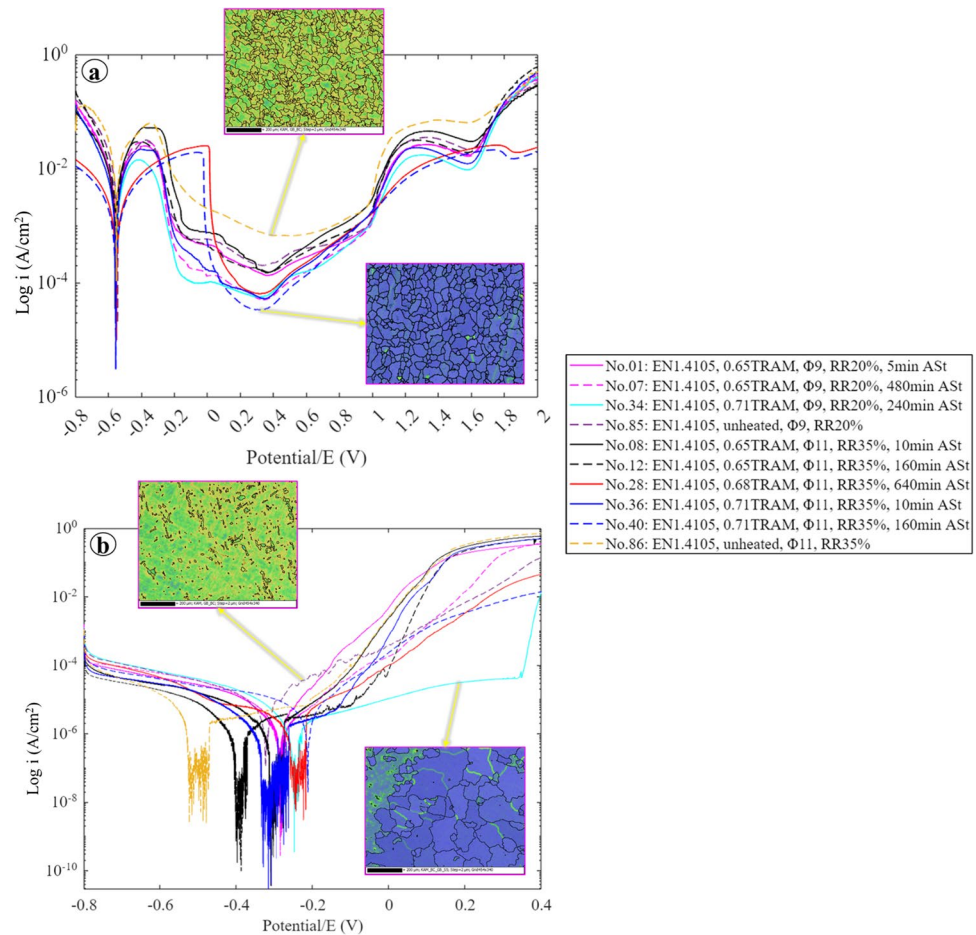 a
10^0
10^-2
10^-4
10^-6
Log i (A/cm²)
-0.8
-0.6
-0.4
-0.2
0
0.2
0.4
0.6
0.8
1
1.2
1.4
1.6
1.8
2
Potential/E (V)
No.01: EN1.4105, 0.65TRAM, Φ9, RR20%, 5min ASt
No.07: EN1.4105, 0.65TRAM, Φ9, RR20%, 480min ASt
No.34: EN1.4105, 0.71TRAM, Φ9, RR20%, 240min ASt
No.85: EN1.4105, unheated, Φ9, RR20%
No.08: EN1.4105, 0.65TRAM, Φ11, RR35%, 10min ASt
No.12: EN1.4105, 0.65TRAM, Φ11, RR35%, 160min ASt
No.28: EN1.4105, 0.68TRAM, Φ11, RR35%, 640min ASt
No.36: EN1.4105, 0.71TRAM, Φ11, RR35%, 10min ASt
No.40: EN1.4105, 0.71TRAM, Φ11, RR35%, 160min ASt
No.86: EN1.4105, unheated, Φ11, RR35%
b
10^0
10^-2
10^-4
10^-6
10^-8
10^-10
Log i (A/cm²)
-0.8
-0.6
-0.4
-0.2
0
0.2
0.4
Potential/E (V)